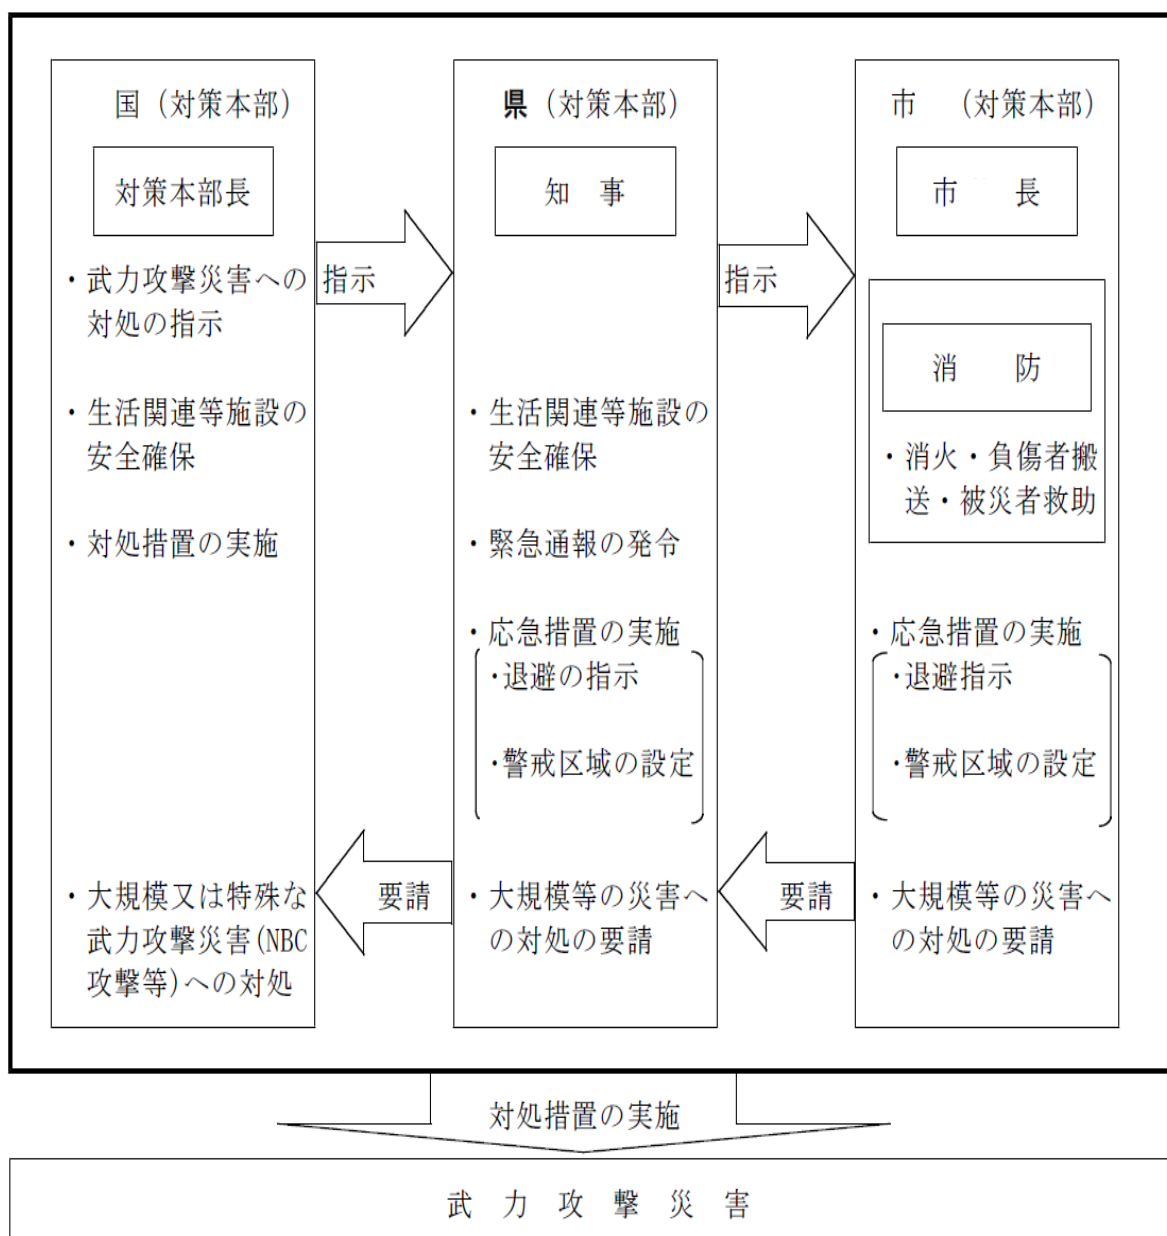 国（対策本部）
対策本部長
・武力攻撃災害への
対処の指示
・生活関連等施設の
安全確保
・対処措置の実施
・大規模又は特殊な
武力攻撃災害(NBC
攻撃等)への対処
指示
要請
県（対策本部）
知　事
・生活関連等施設の
安全確保
・緊急通報の発令
・応急措置の実施
・退避の指示
・警戒区域の設定
・大規模等の災害へ
の対処の要請
指示
要請
市　（対策本部）
市　　長
消　　防
・消火・負傷者搬
送・被災者救助
・応急措置の実施
・退避指示
・警戒区域の設定
・大規模等の災害へ
の対処の要請
対処措置の実施
武　力　攻　撃　災　害